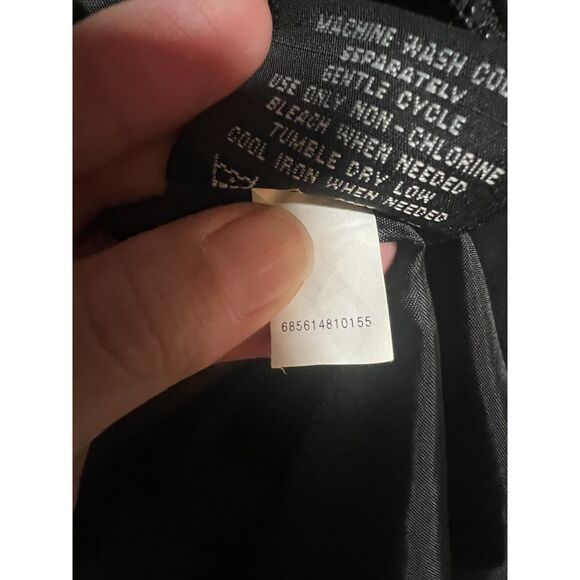 MACHINE WASH COL
SEPARATELY
GENTLE CYCLE
USE ONLY NON-CHLORINE
BLEACH WHEN NEEDED
TUMBLE DRY LOW
COOL IRON WHEN NEEDED
685614810155